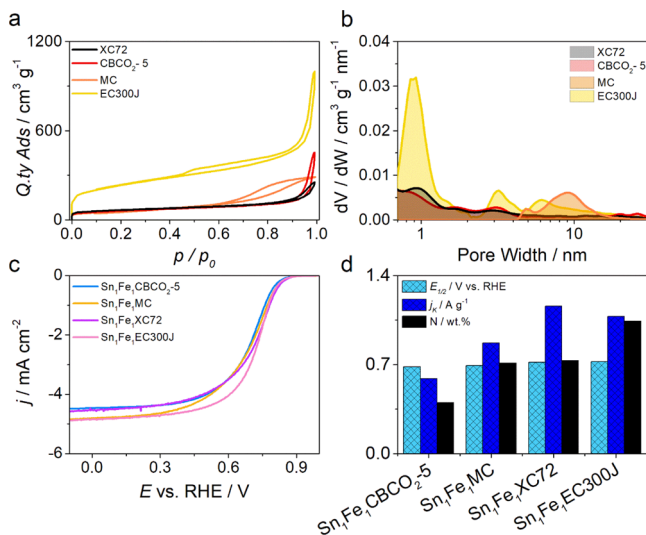 a
Q.ty Ads / cm³ g⁻¹
1200
900
600
300
0
XC72
CBCO₂-5
MC
EC300J
0.0 0.2 0.4 0.6 0.8 1.0
p / p₀
b
dV / dW / cm³ g⁻¹ nm⁻¹
0.04
0.03
0.02
0.01
0.00
XC72
CBCO₂- 5
MC
EC300J
1 10
Pore Width / nm
c
j / mA cm⁻²
0
-2
-4
-6
Sn₁Fe₁CBCO₂-5
Sn₁Fe₁MC
Sn₁Fe₁XC72
Sn₁Fe₁EC300J
0.0 0.3 0.6 0.9
E vs. RHE / V
d
1.4
0.7
0.0
E₁/₂ / V vs. RHE
jK / A g⁻¹
N / wt.%
Sn₁Fe₁CBCO₂-5
Sn₁Fe₁MC
Sn₁Fe₁XC72
Sn₁Fe₁EC300J